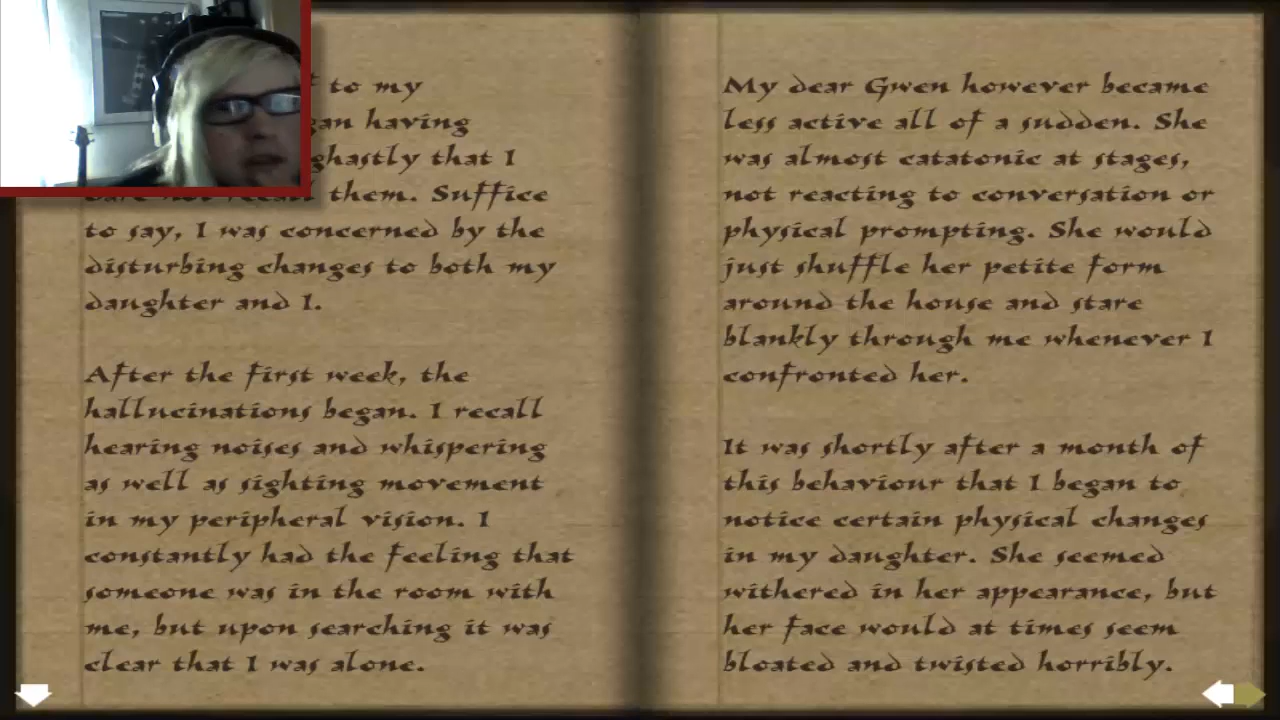 to my
having
ghastly that I
dare not recall them. Suffice
to say, I was concerned by the
disturbing changes to both my
daughter and I.
After the first week, the
hallucinations began. I recall
hearing noises and whispering
as well as sighting movement
in my peripheral vision. I
constantly had the feeling that
someone was in the room with
me, but upon searching it was
clear that I was alone.
My dear Gwen however became
less active all of a sudden. She
was almost catatonic at stages,
not reacting to conversation or
physical prompting. She would
just shuffle her petite form
around the house and stare
blankly through me whenever I
confronted her.
It was shortly after a month of
this behaviour that I began to
notice certain physical changes
in my daughter. She seemed
withered in her appearance, but
her face would at times seem
bloated and twisted horribly.